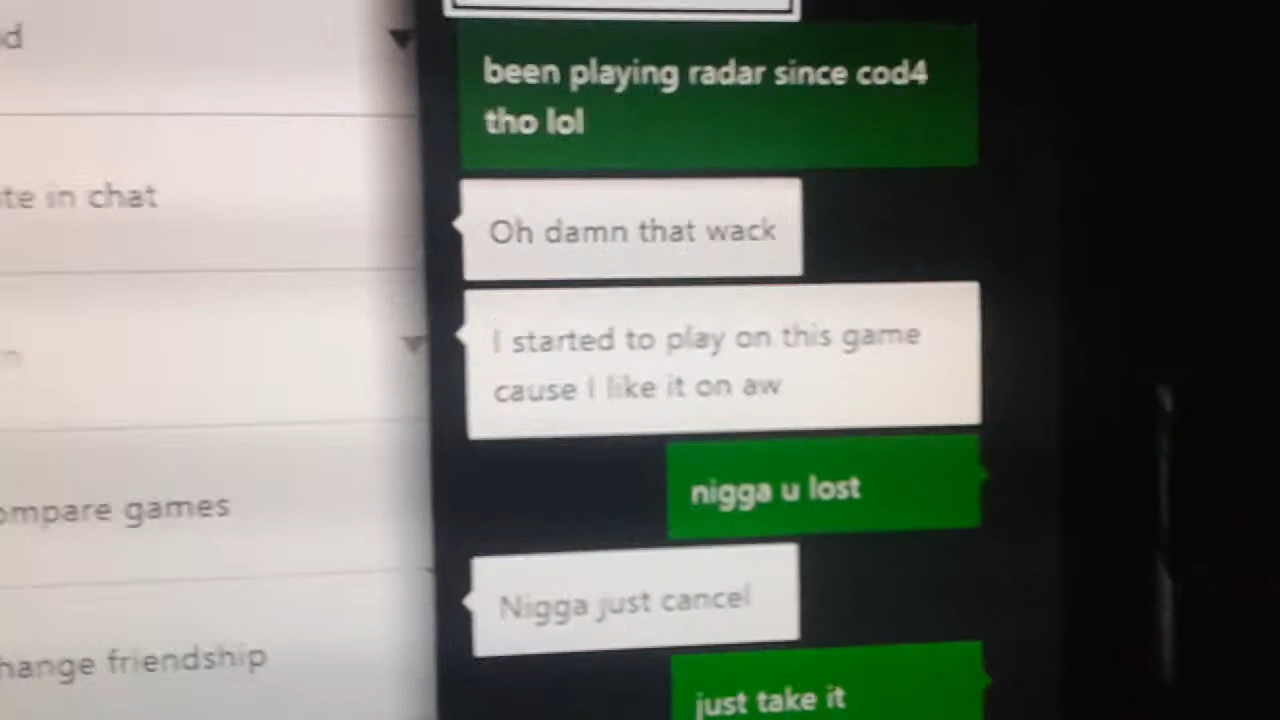 d
been playing radar since cod4
tho lol
te in chat
Oh damn that wack
I started to play on this game
cause I like it on aw
n
nigga u lost
ompare games
Nigga just cancel
hange friendship
just take it